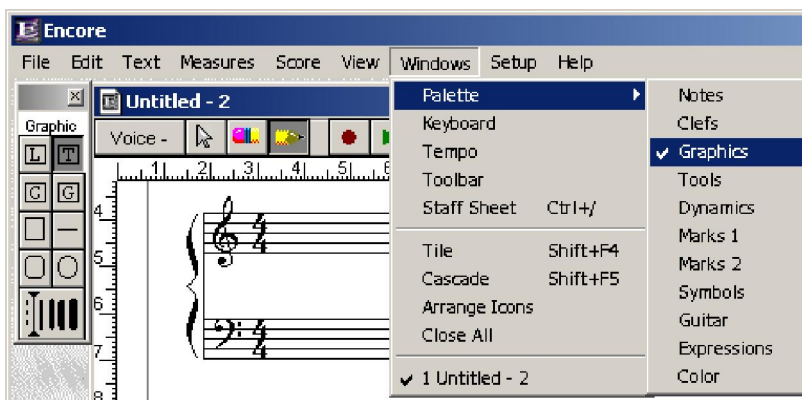 Encore
File Edit Text Measures Score View Windows Setup Help
Graphic
L T
C G
Untitled - 2
Voice -
1 2 3 4 5 6
4
5
6
7
8
Palette
Keyboard
Tempo
Toolbar
Staff Sheet Ctrl+/
Tile Shift+F4
Cascade Shift+F5
Arrange Icons
Close All
1 Untitled - 2
Notes
Clefs
Graphics
Tools
Dynamics
Marks 1
Marks 2
Symbols
Guitar
Expressions
Color